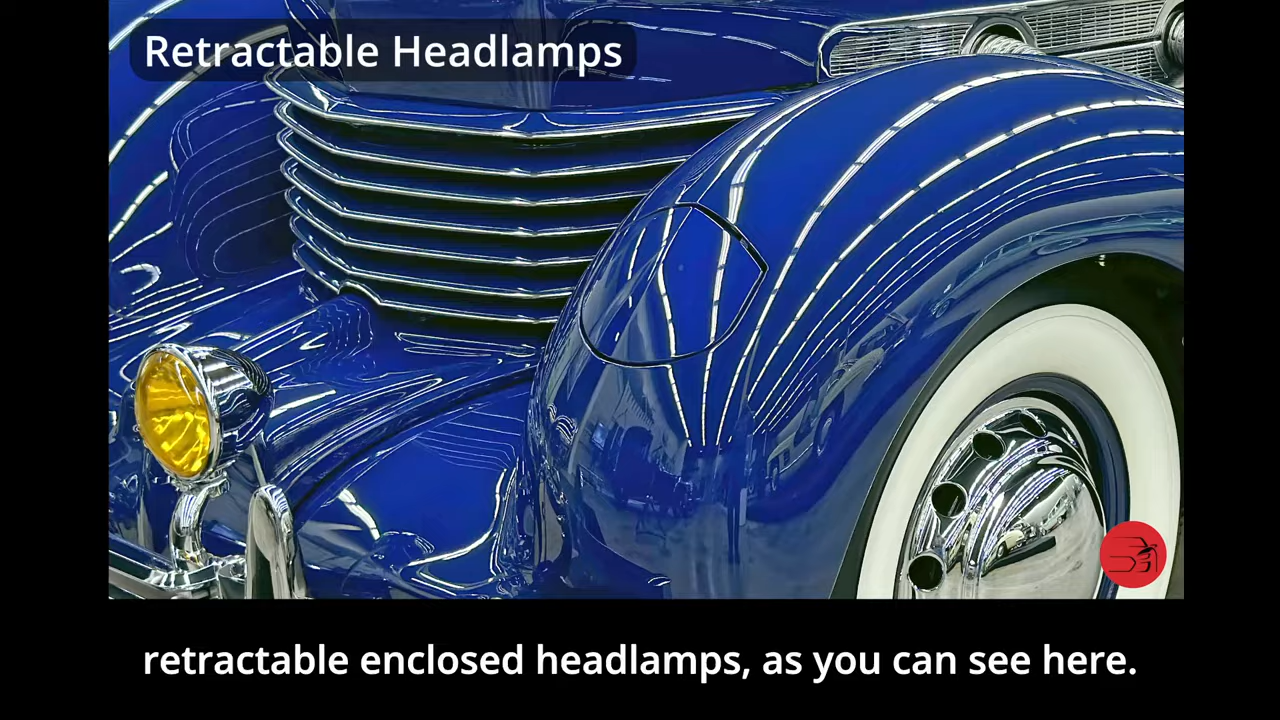 Retractable Headlamps
retractable enclosed headlamps, as you can see here.